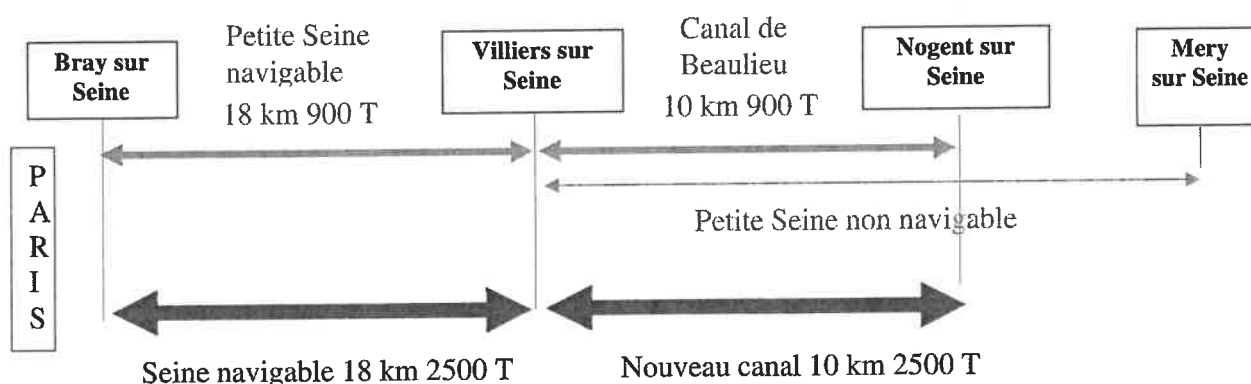 Bray sur
Seine
Petite Seine
navigable
18 km 900 T
Villiers sur
Seine
Canal de
Beaulieu
10 km 900 T
Nogent sur
Seine
Mery
sur Seine
PARIS
Petite Seine non navigable
Seine navigable 18 km 2500 T
Nouveau canal 10 km 2500 T